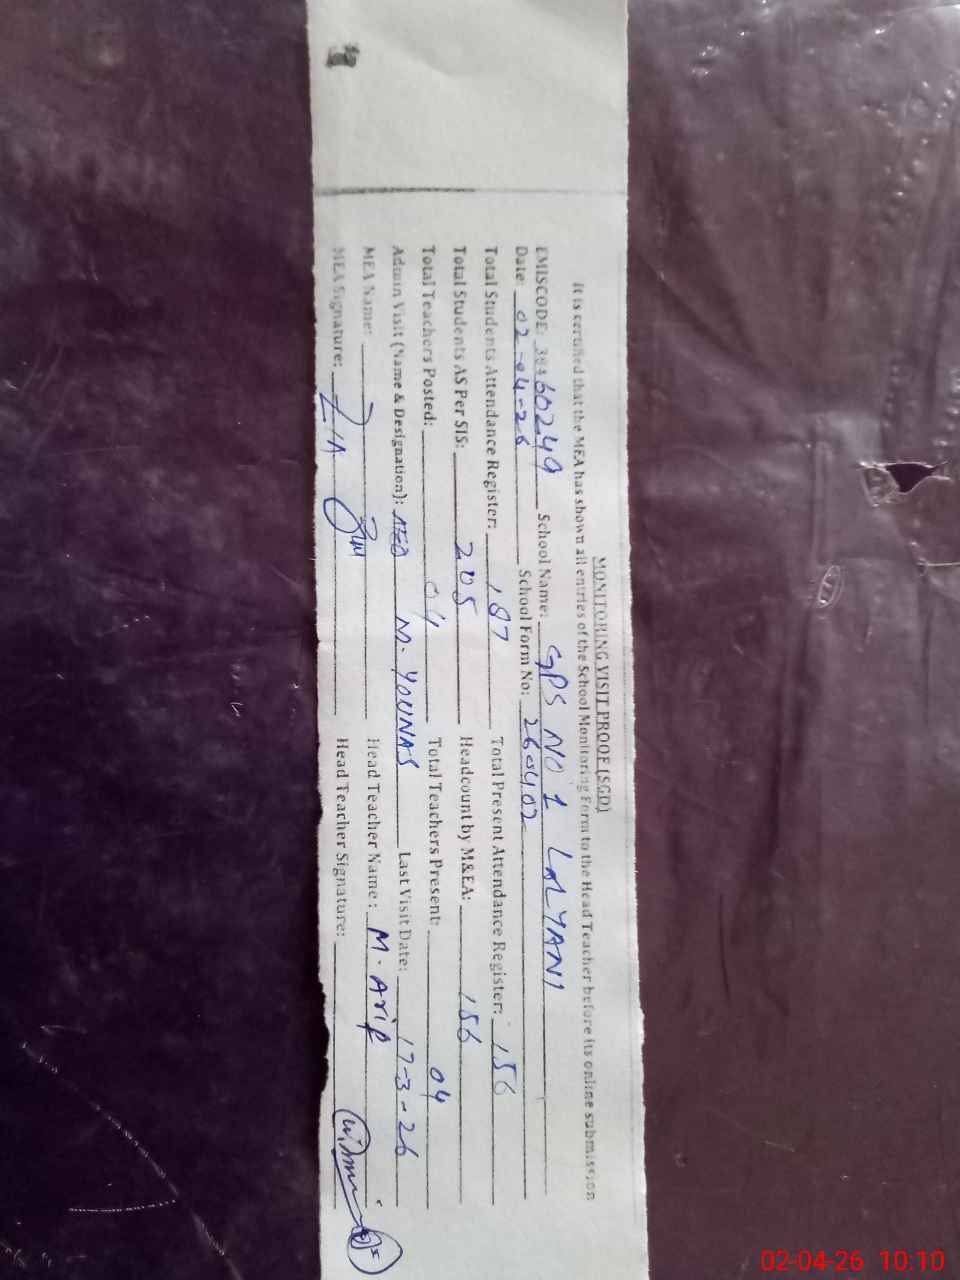 MONITORING VISIT PROOF (SGD)
It is certified that the MEA has shown all entries of the School Monitoring Form to the Head Teacher before its online submission
EMISCODE: 38460249 School Name: GPS NO 1 LALYANI
Date: 02-04-26 School Form No: 260402
Total Students Attendance Register: 187 Total Present Attendance Register: 156
Total Students AS Per SIS: 205 Headcount by M&EA: 156
Total Teachers Posted: 04 Total Teachers Present: 04
Admin Visit (Name & Designation): AEO M. YOUNAS Last Visit Date: 17-3-26
MEA Name: Head Teacher Name: M. Arif
MEA Signature: Head Teacher Signature:
02-04-26 10:10